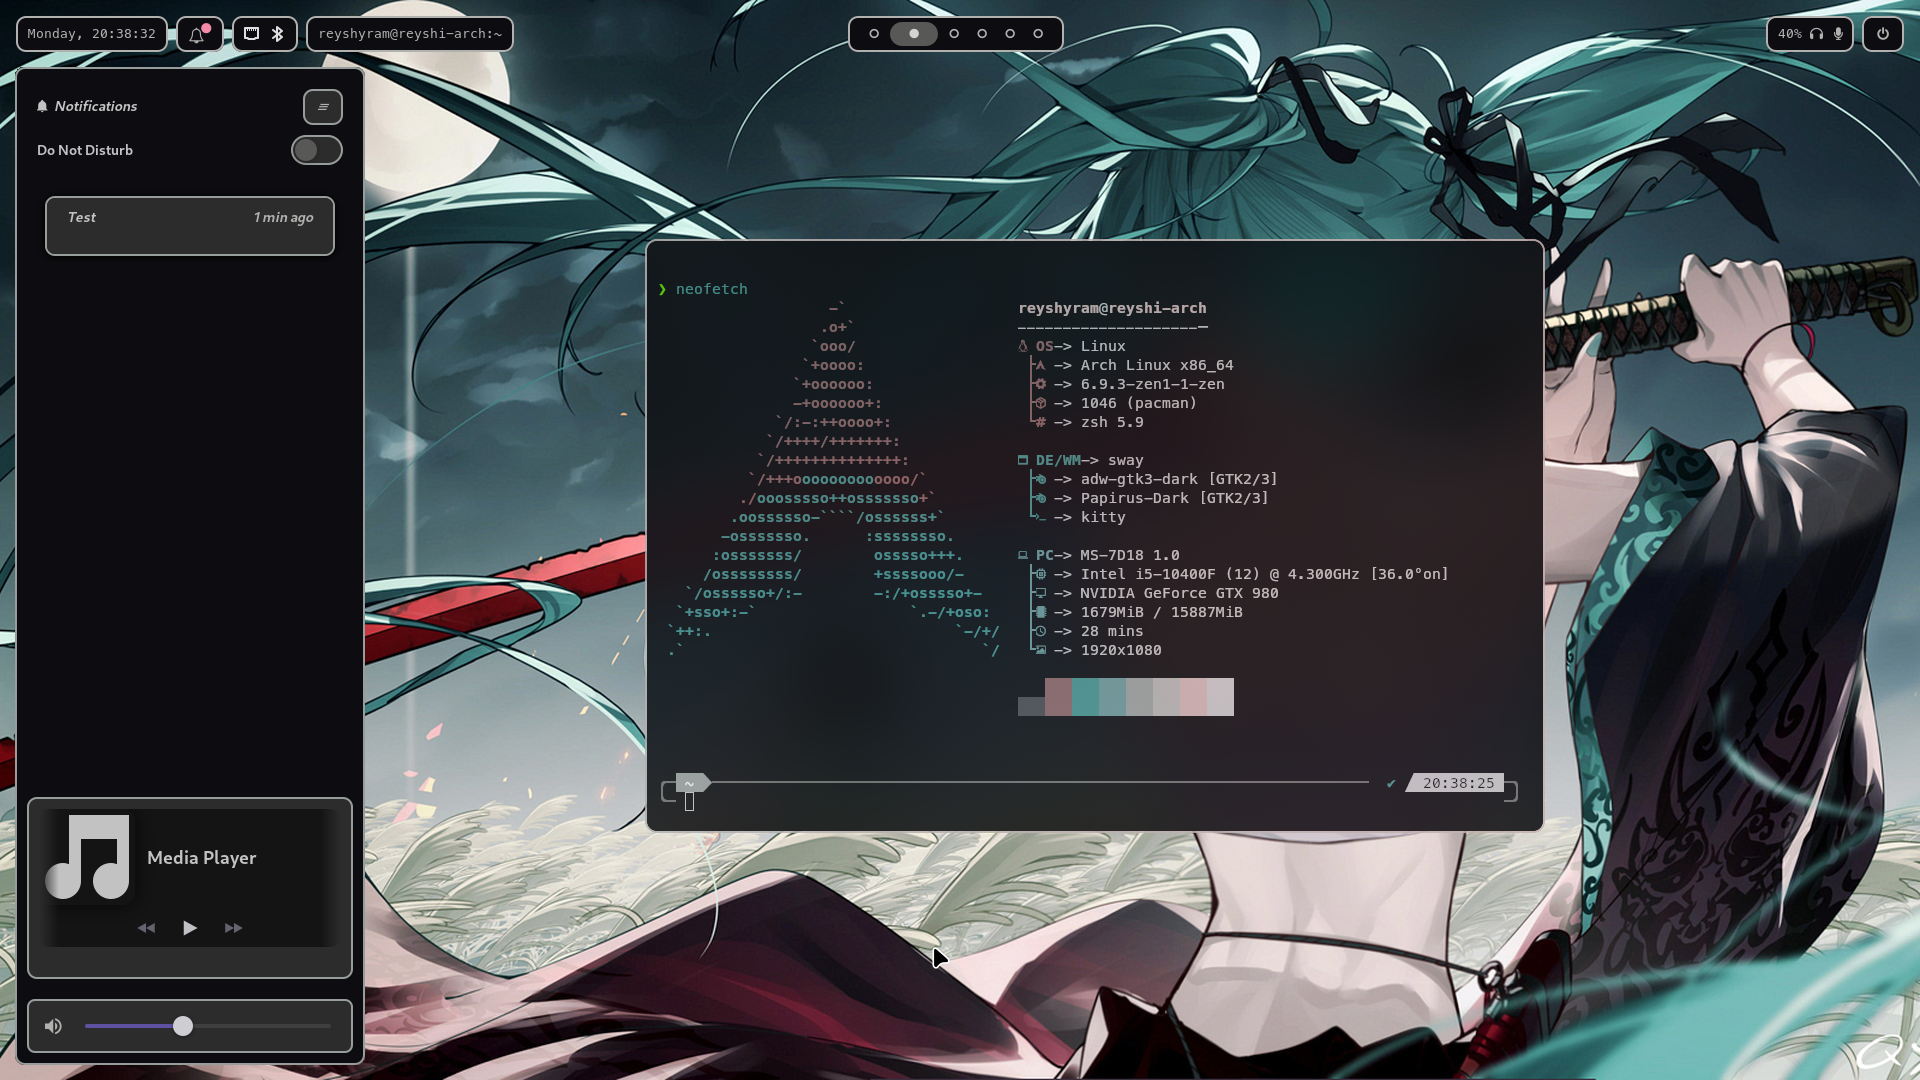 Monday, 20:38:32
reyshyram@reyshi-arch:~
40%
Notifications
Do Not Disturb
Test 1 min ago
Media Player
❯ neofetch
-`
.o+`
`ooo/
`+oooo:
`+oooooo:
-+oooooo+:
`/:-:++oooo+:
`/++++/+++++++:
`/++++++++++++++:
`/+++ooooooooooooo/`
./ooosssso++osssssso+`
.oossssso-````/ossssss+`
-osssssso. :ssssssso.
:osssssss/ osssso+++.
/ossssssss/ +ssssooo/-
`/ossssso+/:- -:/+osssso+-
`+sso+:-` `.-/+oso:
`++:. `-/+/
.` `/
reyshyram@reyshi-arch
---------------------
OS-> Linux
-> Arch Linux x86_64
-> 6.9.3-zen1-1-zen
-> 1046 (pacman)
# -> zsh 5.9
DE/WM-> sway
-> adw-gtk3-dark [GTK2/3]
-> Papirus-Dark [GTK2/3]
-> kitty
PC-> MS-7D18 1.0
-> Intel i5-10400F (12) @ 4.300GHz [36.0°on]
-> NVIDIA GeForce GTX 980
-> 1679MiB / 15887MiB
-> 28 mins
-> 1920x1080
~ ✔ 20:38:25